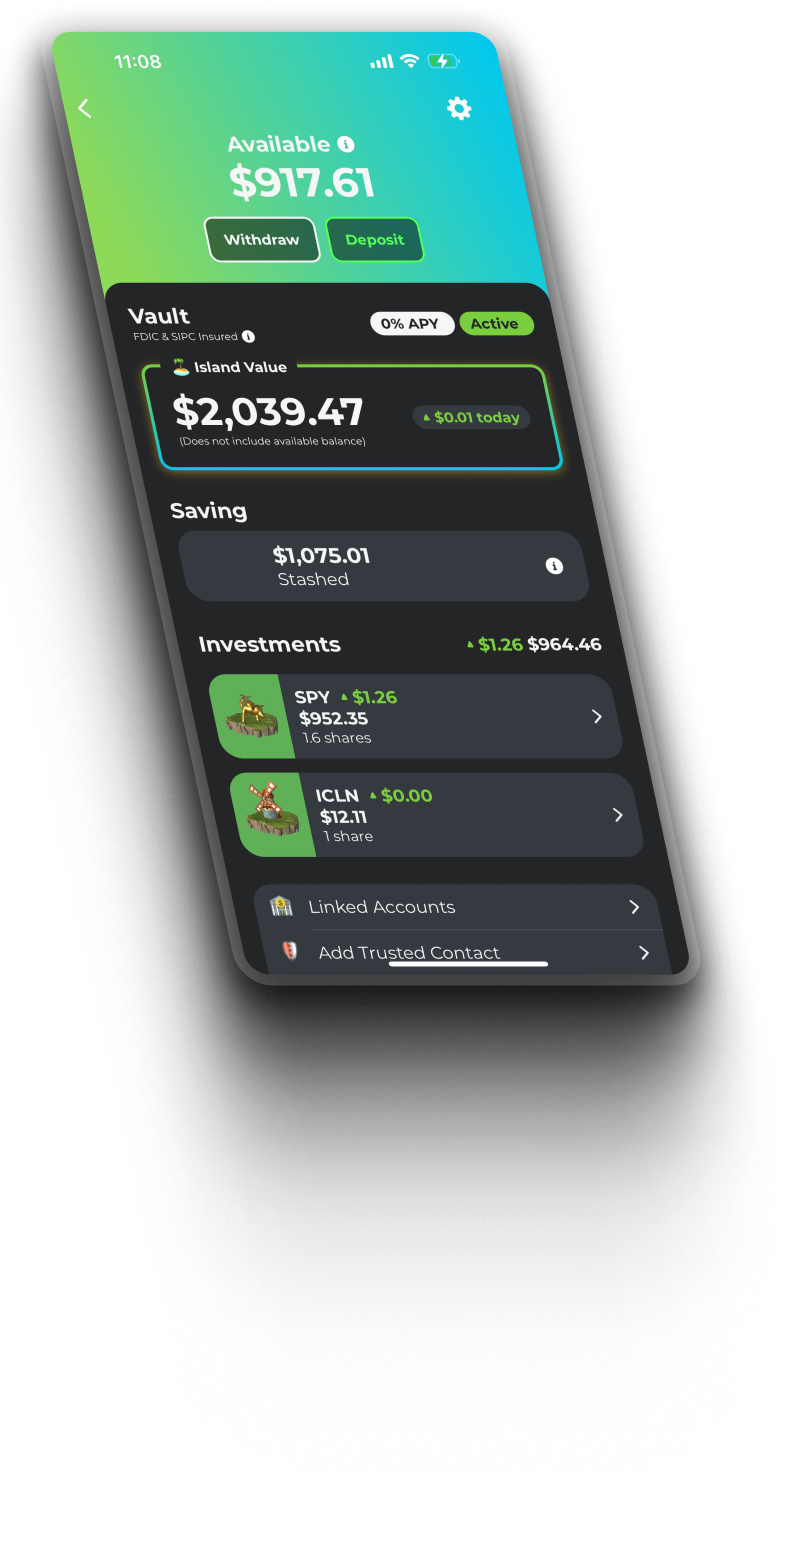 11:08
Available
$917.61
Withdraw Deposit
Vault
0% APY Active
FDIC & SIPC Insured
Island Value
$2,039.47
$0.01 today
(Does not include available balance)
Saving
$1,075.01
Stashed
Investments $1.26 $964.46
SPY $1.26
$952.35
1.6 shares
ICLN $0.00
$12.11
1 share
Linked Accounts
Add Trusted Contact